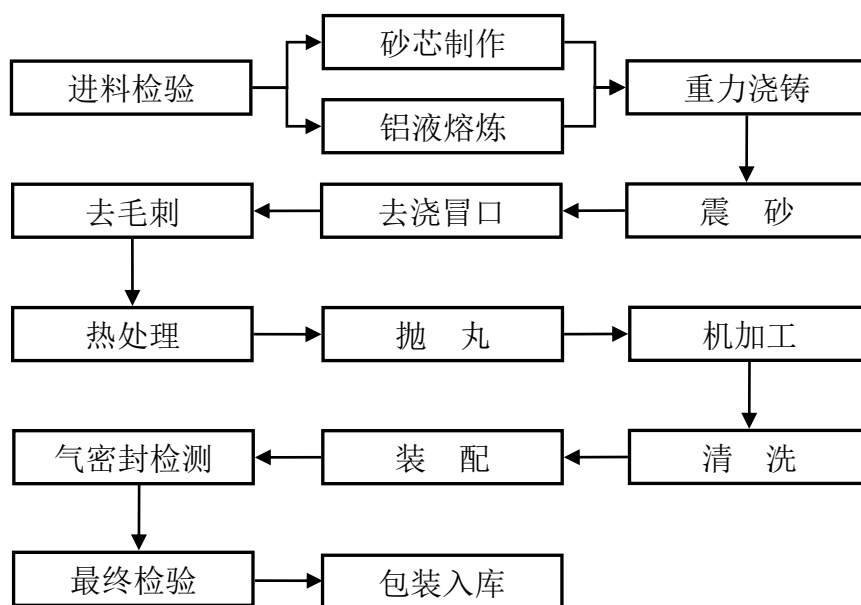 砂芯制作
进料检验
重力浇铸
铝液熔炼
去毛刺
去浇冒口
震　砂
热处理
抛　丸
机加工
气密封检测
装　配
清　洗
最终检验
包装入库